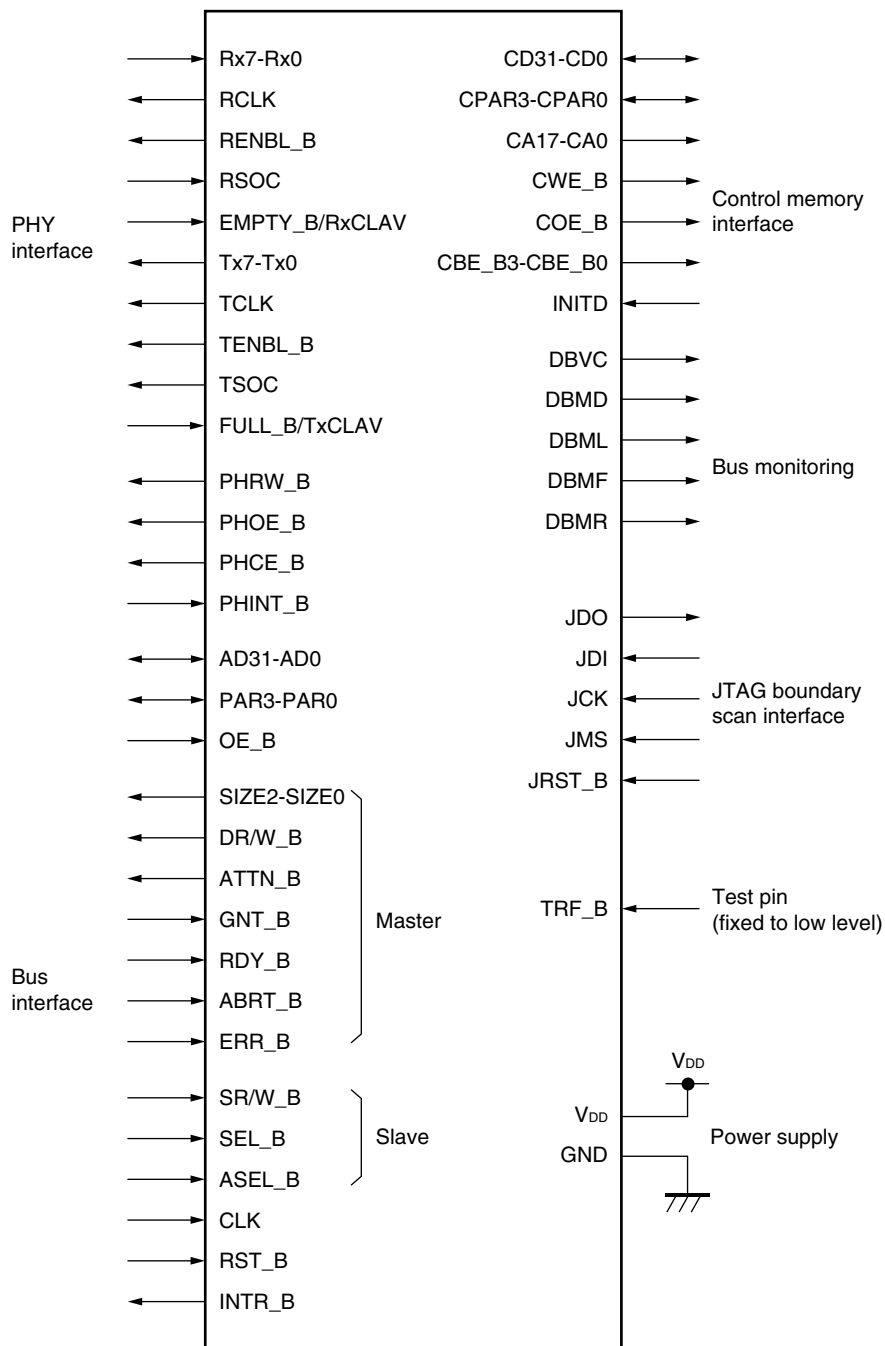 PHY
interface
Rx7-Rx0
RCLK
RENBL_B
RSOC
EMPTY_B/RxCLAV
Tx7-Tx0
TCLK
TENBL_B
TSOC
FULL_B/TxCLAV
PHRW_B
PHOE_B
PHCE_B
PHINT_B
Bus
interface
AD31-AD0
PAR3-PAR0
OE_B
SIZE2-SIZE0
DR/W_B
ATTN_B
GNT_B
RDY_B
ABRT_B
ERR_B
Master
SR/W_B
SEL_B
ASEL_B
Slave
CLK
RST_B
INTR_B
CD31-CD0
CPAR3-CPAR0
CA17-CA0
CWE_B
COE_B
CBE_B3-CBE_B0
INITD
Control memory
interface
DBVC
DBMD
DBML
DBMF
DBMR
Bus monitoring
JDO
JDI
JCK
JMS
JRST_B
JTAG boundary
scan interface
TRF_B
Test pin
(fixed to low level)
VDD
VDD
GND
Power supply